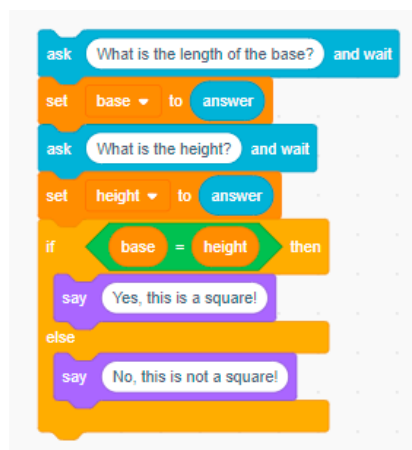 ask What is the length of the base? and wait
set base to answer
ask What is the height? and wait
set height to answer
if base = height then
say Yes, this is a square!
else
say No, this is not a square!